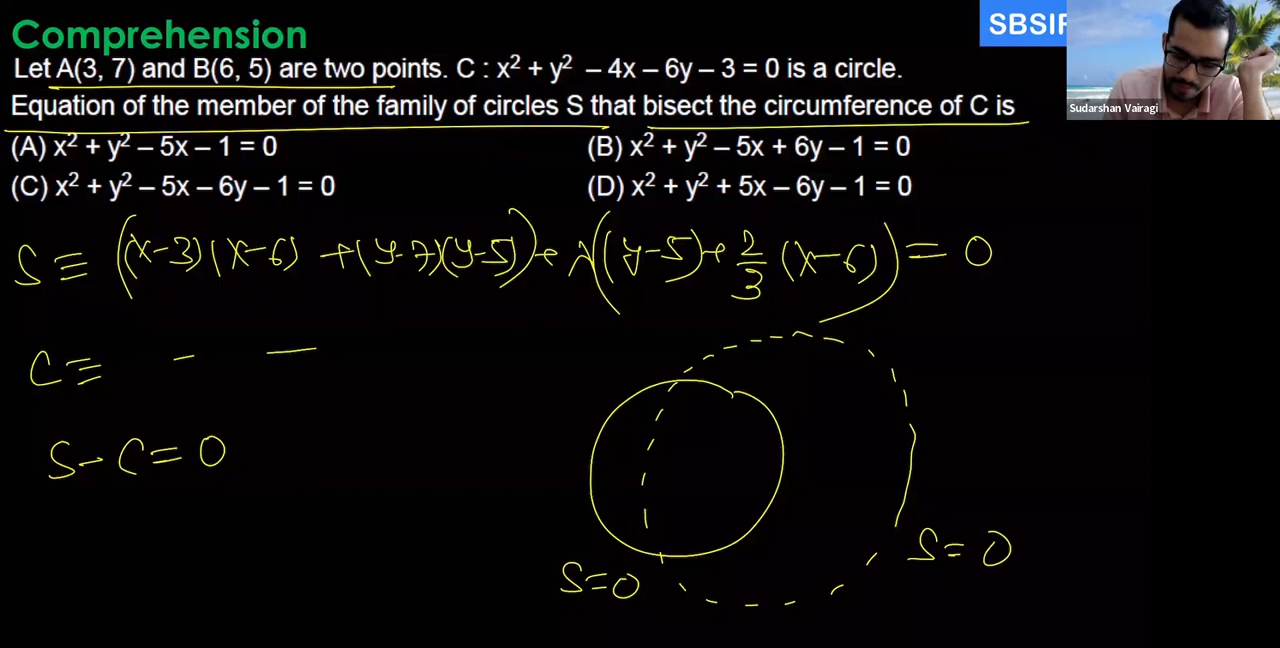 Comprehension
SBSIF
Let A(3, 7) and B(6, 5) are two points. C : x² + y² – 4x – 6y – 3 = 0 is a circle.
Sudarshan Vairagi
Equation of the member of the family of circles S that bisect the circumference of C is
(A) x² + y² – 5x – 1 = 0
(B) x² + y² – 5x + 6y – 1 = 0
(C) x² + y² – 5x – 6y – 1 = 0
(D) x² + y² + 5x – 6y – 1 = 0
S ≡ ((x-3)(x-6) + (y-7)(y-5)) + λ((y-5) + 2/3 (x-6)) = 0
C ≡ - —
S - C = 0
S = 0
S = 0